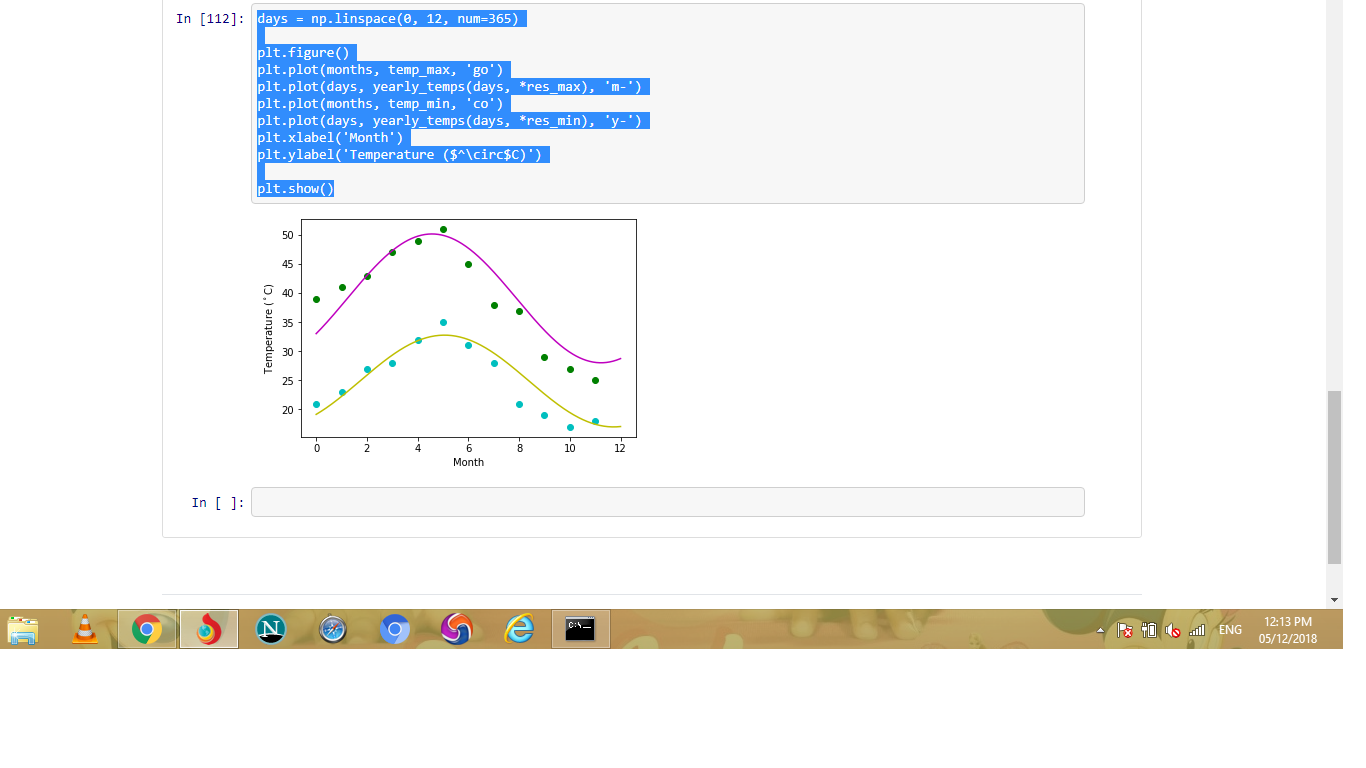 In [112]:
days = np.linspace(0, 12, num=365)
plt.figure()
plt.plot(months, temp_max, 'go')
plt.plot(days, yearly_temps(days, *res_max), 'm-')
plt.plot(months, temp_min, 'co')
plt.plot(days, yearly_temps(days, *res_min), 'y-')
plt.xlabel('Month')
plt.ylabel('Temperature ($^\circ$C)')
plt.show()
50
45
40
35
30
25
20
Temperature (°C)
0 2 4 6 8 10 12
Month
In [ ]:
N
C:\_
ENG
12:13 PM
05/12/2018